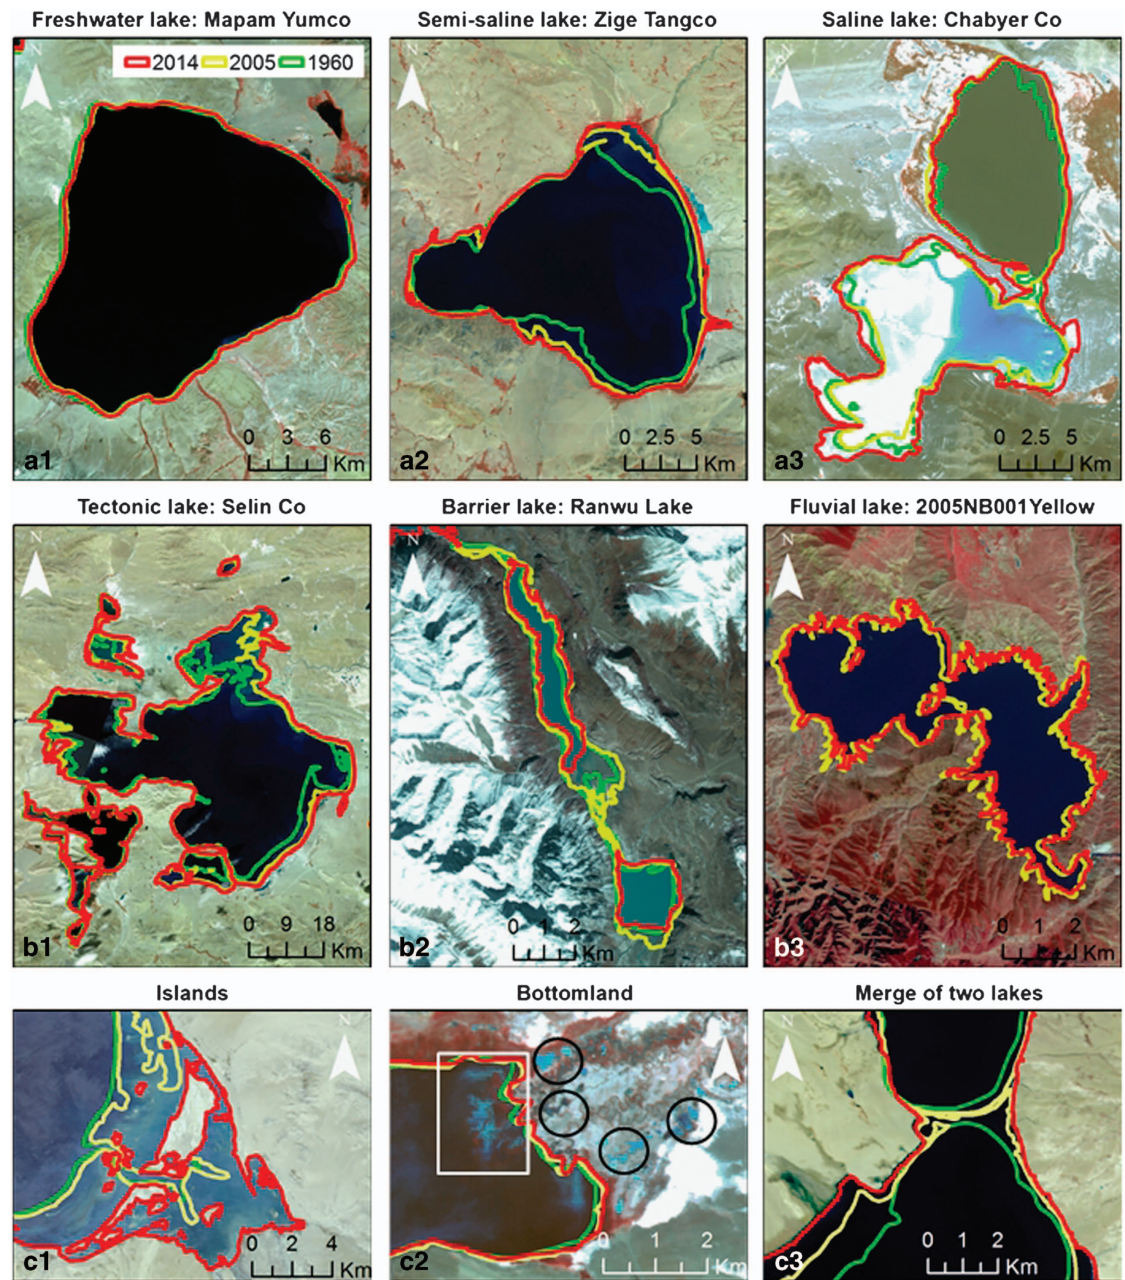 Freshwater lake: Mapam Yumco
Semi-saline lake: Zige Tangco
Saline lake: Chabyer Co
N
2014 2005 1960
0 3 6
Km
a1
N
0 2.5 5
Km
a2
N
0 2.5 5
Km
a3
Tectonic lake: Selin Co
Barrier lake: Ranwu Lake
Fluvial lake: 2005NB001Yellow
N
0 9 18
Km
b1
N
0 1 2
Km
b2
N
0 1 2
Km
b3
Islands
Bottomland
Merge of two lakes
N
0 2 4
Km
c1
N
0 1 2
Km
c2
N
0 1 2
Km
c3